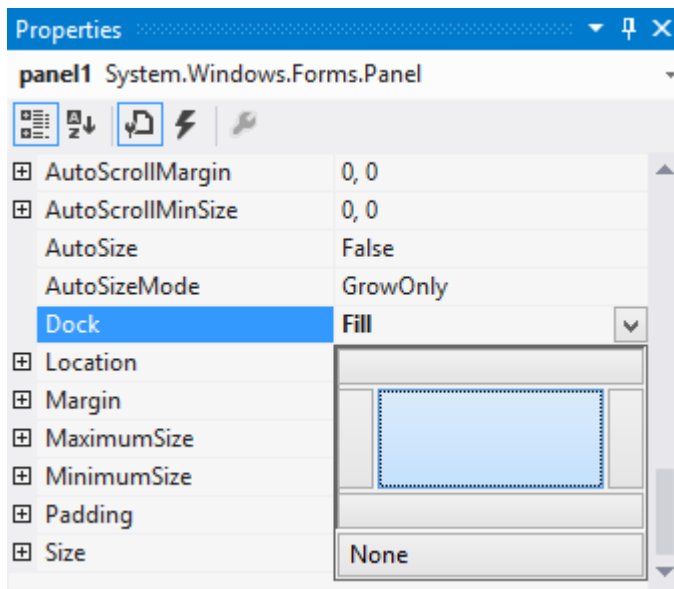 Properties
panel1 System.Windows.Forms.Panel
AutoScrollMargin 0, 0
AutoScrollMinSize 0, 0
AutoSize False
AutoSizeMode GrowOnly
Dock Fill
Location
Margin
MaximumSize
MinimumSize
Padding
Size None